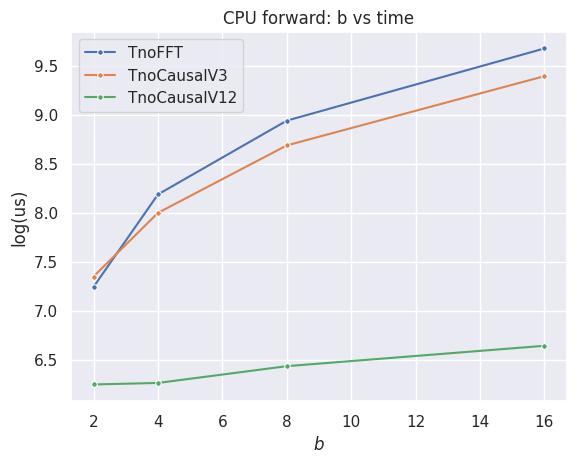 CPU forward: b vs time
TnoFFT
TnoCausalV3
TnoCausalV12
log(us)
9.5
9.0
8.5
8.0
7.5
7.0
6.5
2 4 6 8 10 12 14 16
b